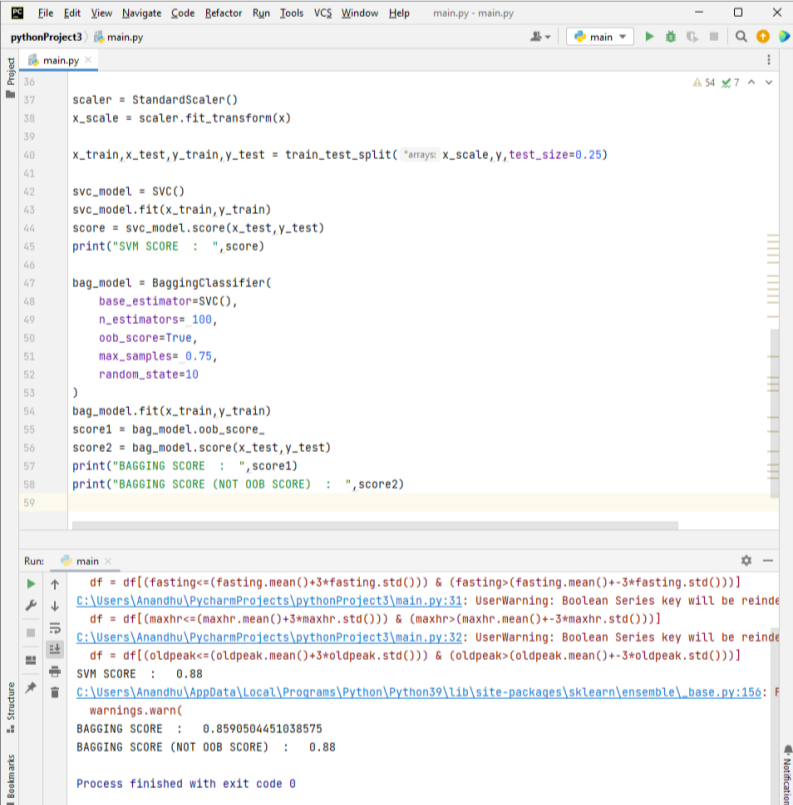 PC File Edit View Navigate Code Refactor Run Tools VCS Window Help main.py - main.py
pythonProject3 main.py main
Project
main.py
54 7
36
37 scaler = StandardScaler()
38 x_scale = scaler.fit_transform(x)
39
40 x_train,x_test,y_train,y_test = train_test_split( *arrays: x_scale,y,test_size=0.25)
41
42 svc_model = SVC()
43 svc_model.fit(x_train,y_train)
44 score = svc_model.score(x_test,y_test)
45 print("SVM SCORE  :  ",score)
46
47 bag_model = BaggingClassifier(
48     base_estimator=SVC(),
49     n_estimators= 100,
50     oob_score=True,
51     max_samples= 0.75,
52     random_state=10
53 )
54 bag_model.fit(x_train,y_train)
55 score1 = bag_model.oob_score_
56 score2 = bag_model.score(x_test,y_test)
57 print("BAGGING SCORE  :  ",score1)
58 print("BAGGING SCORE (NOT OOB SCORE)  :  ",score2)
59
Run: main
df = df[(fasting<=(fasting.mean()+3*fasting.std())) & (fasting>(fasting.mean()+-3*fasting.std()))]
C:\Users\Anandhu\PycharmProjects\pythonProject3\main.py:31: UserWarning: Boolean Series key will be reinde
df = df[(maxhr<=(maxhr.mean()+3*maxhr.std())) & (maxhr>(maxhr.mean()+-3*maxhr.std()))]
C:\Users\Anandhu\PycharmProjects\pythonProject3\main.py:32: UserWarning: Boolean Series key will be reinde
df = df[(oldpeak<=(oldpeak.mean()+3*oldpeak.std())) & (oldpeak>(oldpeak.mean()+-3*oldpeak.std()))]
SVM SCORE  :   0.88
C:\Users\Anandhu\AppData\Local\Programs\Python\Python39\lib\site-packages\sklearn\ensemble\_base.py:156: F
warnings.warn(
BAGGING SCORE  :   0.8590504451038575
BAGGING SCORE (NOT OOB SCORE)  :   0.88
Process finished with exit code 0
Structure
Bookmarks
Notifications